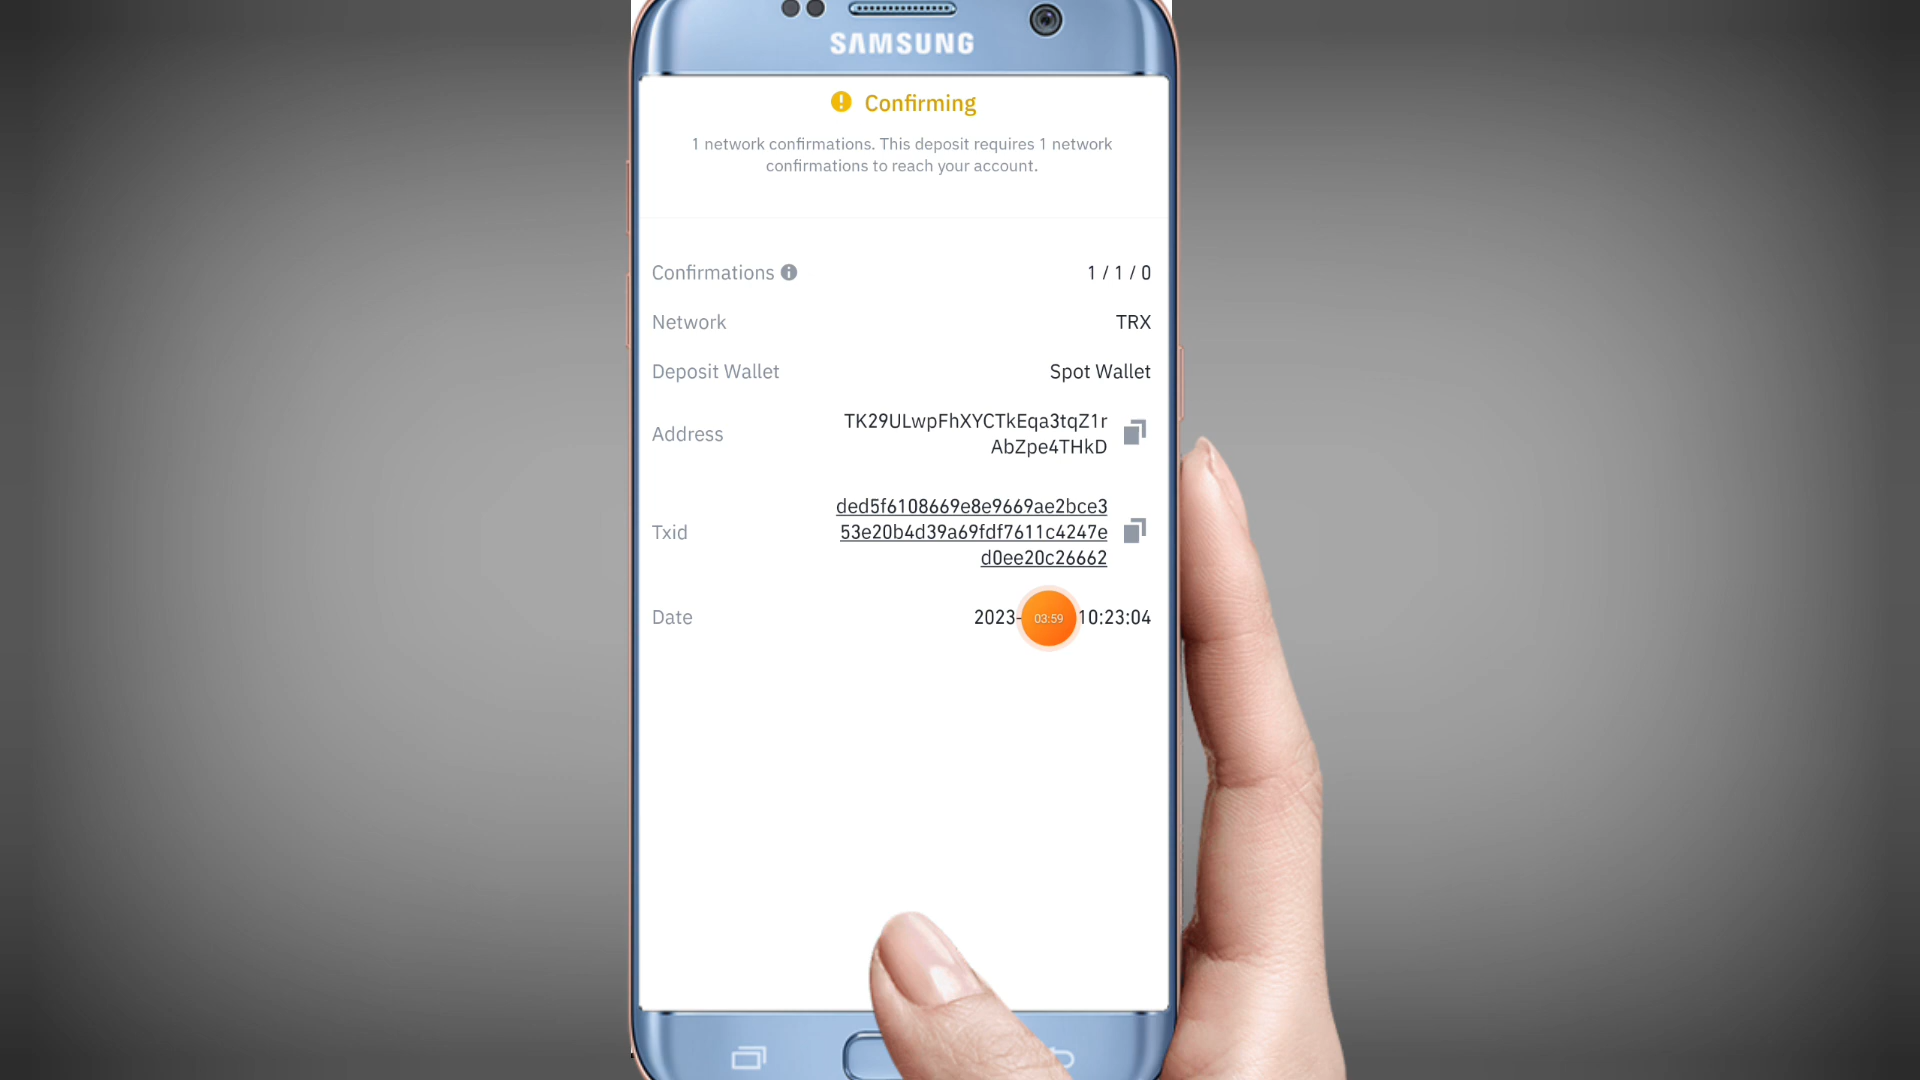 SAMSUNG
Confirming
1 network confirmations. This deposit requires 1 network
confirmations to reach your account.
Confirmations 1 / 1 / 0
Network TRX
Deposit Wallet Spot Wallet
Address TK29ULwpFhXYCTkEqa3tqZ1r
AbZpe4THkD
Txid ded5f6108669e8e9669ae2bce3
53e20b4d39a69fdf7611c4247e
d0ee20c26662
Date 2023- 03:59 10:23:04